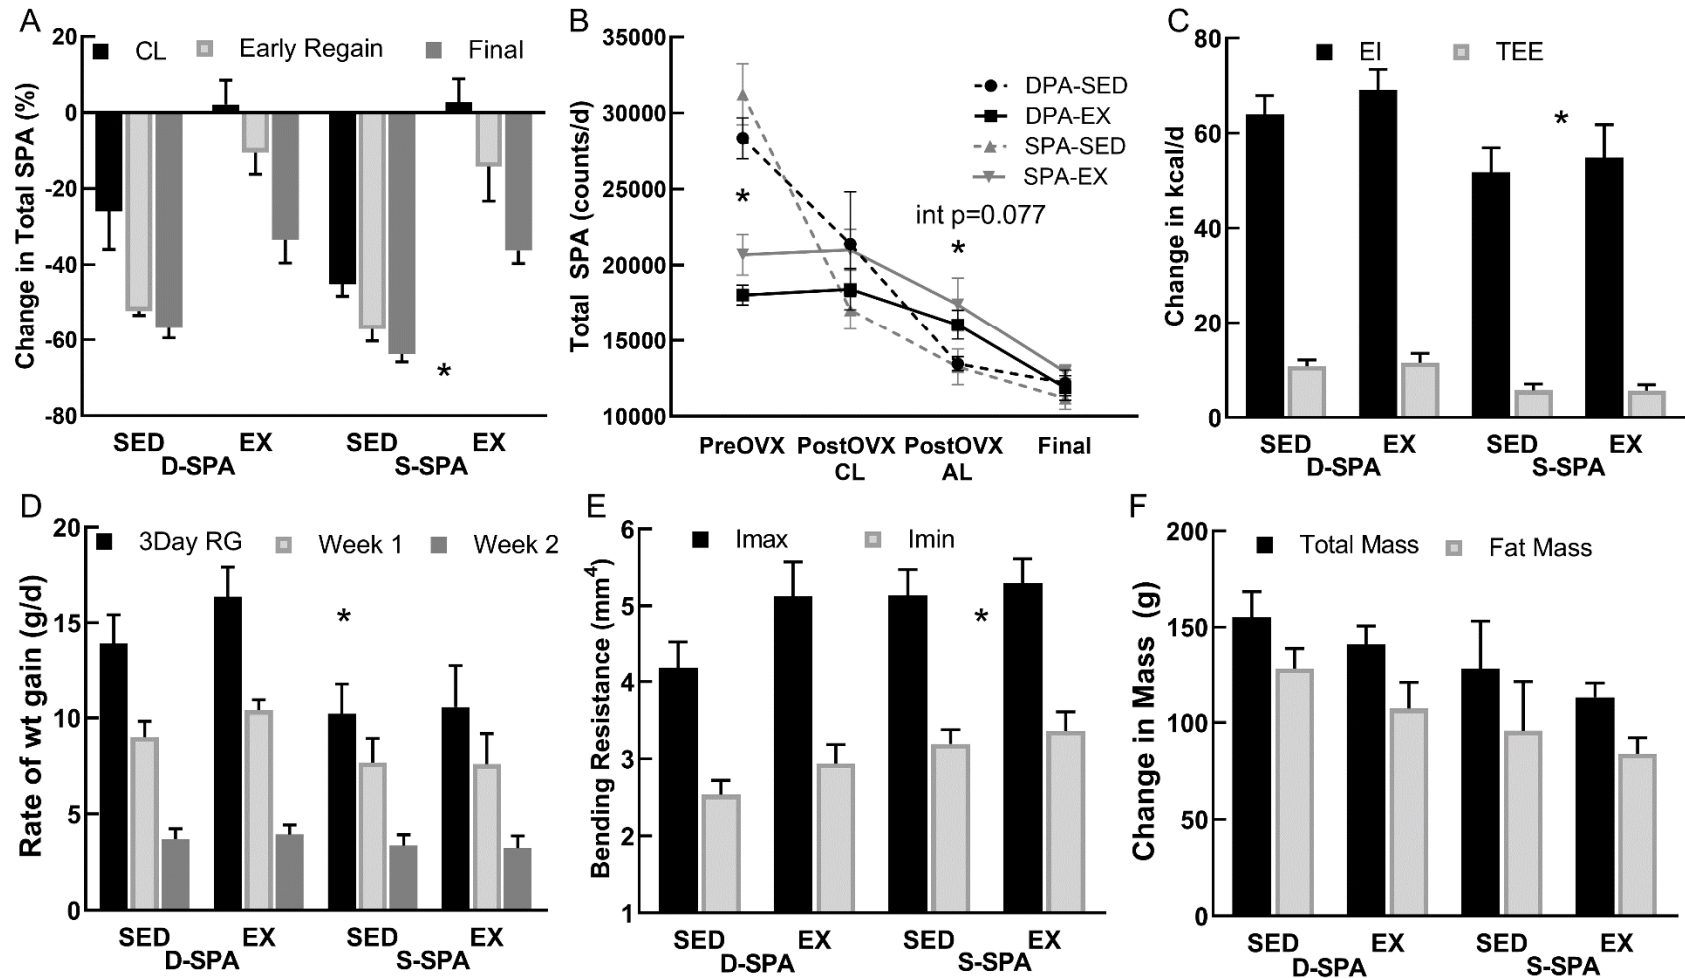 A
CL Early Regain Final
Change in Total SPA (%)
20
0
-20
-40
-60
-80
*
SED EX SED EX
D-SPA S-SPA
B
Total SPA (counts/d)
35000
30000
25000
20000
15000
10000
DPA-SED
DPA-EX
SPA-SED
SPA-EX
int p=0.077
*
*
PreOVX PostOVX PostOVX Final
CL AL
C
EI TEE
Change in kcal/d
80
60
40
20
0
*
SED EX SED EX
D-SPA S-SPA
D
3Day RG Week 1 Week 2
Rate of wt gain (g/d)
20
15
10
5
0
*
SED EX SED EX
D-SPA S-SPA
E
Imax Imin
Bending Resistance (mm⁴)
6
5
4
3
2
1
*
SED EX SED EX
D-SPA S-SPA
F
Total Mass Fat Mass
Change in Mass (g)
200
150
100
50
0
SED EX SED EX
D-SPA S-SPA